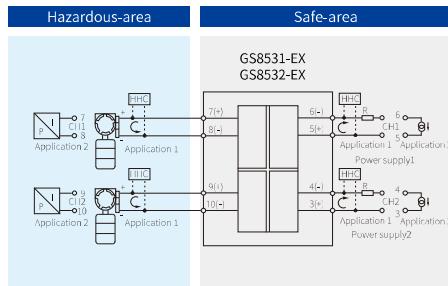 Hazardous-area
Safe-area
GS8531-EX
GS8532-EX
HHC
HHC
I
P
7
CH1
8
+
-
7(+)
8(-)
6(-)
5(+)
R
6
CH1
5
Application 2
Application 1
Application 1
Application 1
Power supply1
HHC
HHC
I
P
9
CH2
10
+
-
9(+)
10(-)
4(-)
3(+)
R
4
CH2
3
Application 2
Application 1
Application 1
Application 1
Power supply2